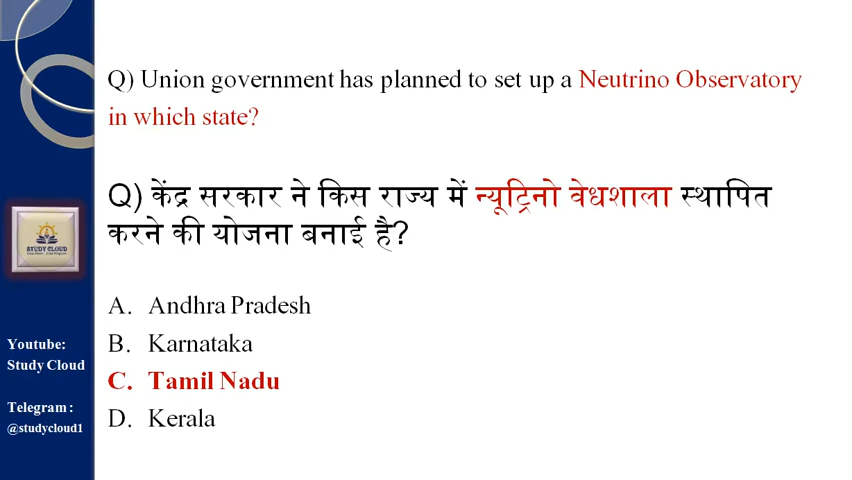 Q) Union government has planned to set up a Neutrino Observatory
in which state?
Q) केंद्र सरकार ने किस राज्य में न्यूट्रिनो वेधशाला स्थापित
करने की योजना बनाई है?
STUDY CLOUD
A. Andhra Pradesh
B. Karnataka
C. Tamil Nadu
D. Kerala
Youtube:
Study Cloud
Telegram :
@studycloud1